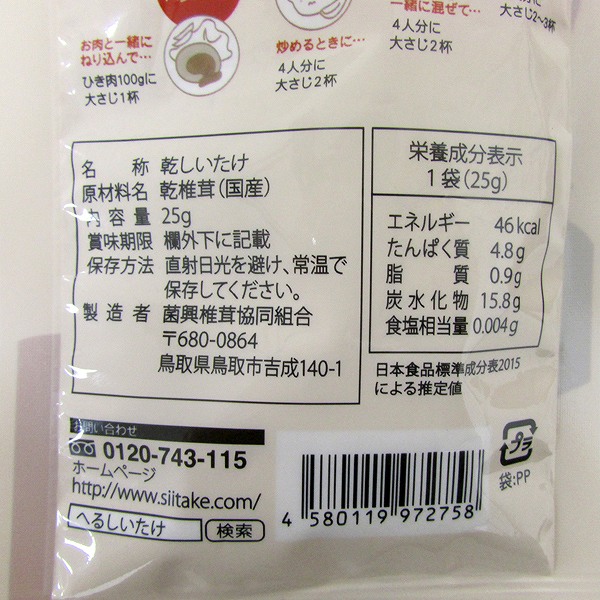 一緒に混ぜて…
4人分に
大さじ2杯
大さじ2〜3杯
お肉と一緒に
ねり込んで…
ひき肉100gに
大さじ1杯
炒めるときに…
4人分に
大さじ2杯
名称 乾しいたけ
原材料名 乾椎茸(国産)
内容量 25g
賞味期限 欄外下に記載
保存方法 直射日光を避け、常温で
保存してください。
製造者 菌興椎茸協同組合
〒680-0864
鳥取県鳥取市吉成140-1
栄養成分表示
1袋(25g)
エネルギー 46kcal
たんぱく質 4.8g
脂質 0.9g
炭水化物 15.8g
食塩相当量 0.004g
日本食品標準成分表2015
による推定値
お問い合わせ
0120-743-115
ホームページ
http://www.siitake.com/
へるしいたけ 検索
4 580119 972758
プラ
袋:PP